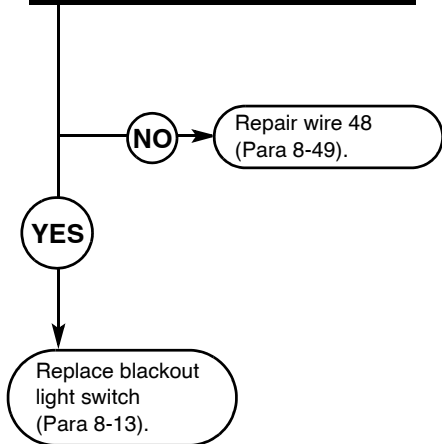 NO
Repair wire 48
(Para 8-49).
YES
Replace blackout
light switch
(Para 8-13).